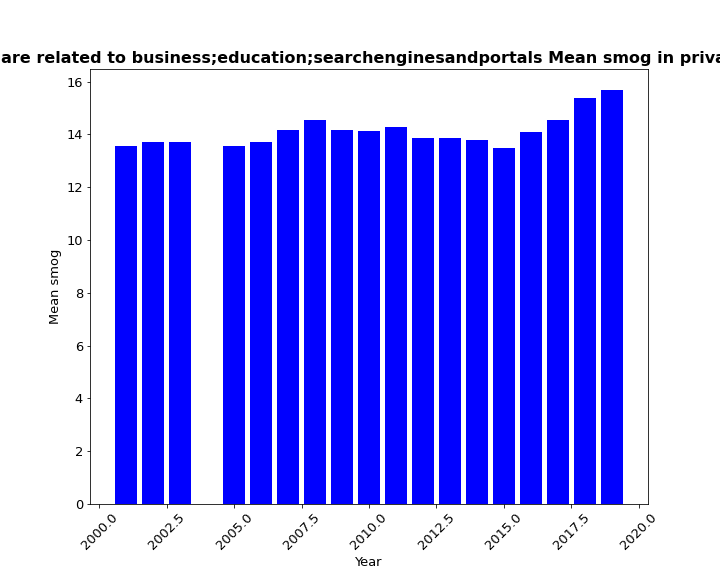 are related to business;education;searchenginesandportals Mean smog in priva
16
14
12
10
8
6
4
2
0
Mean smog
2000.0 2002.5 2005.0 2007.5 2010.0 2012.5 2015.0 2017.5 2020.0
Year